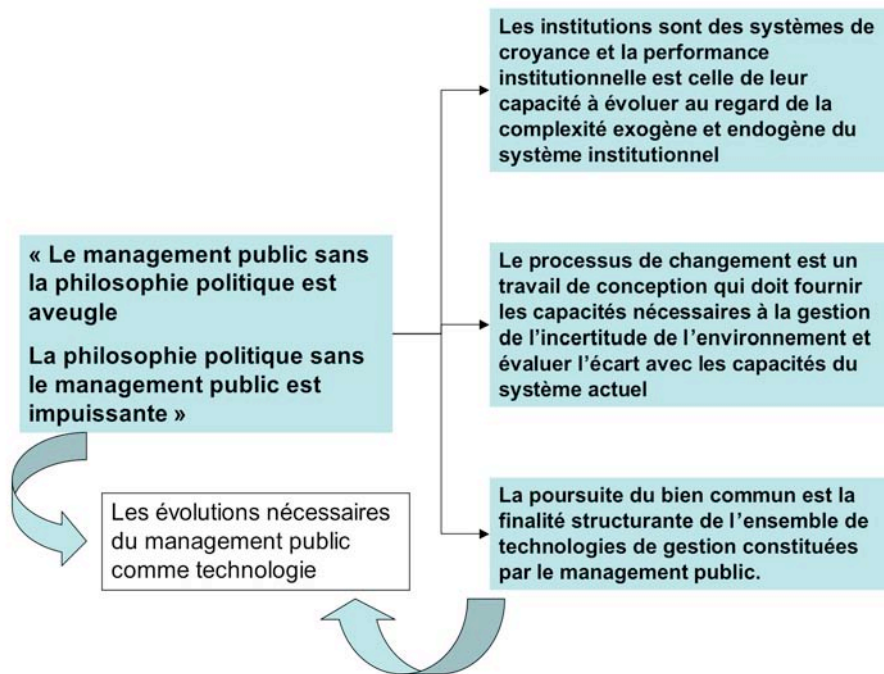 « Le management public sans
la philosophie politique est
aveugle
La philosophie politique sans
le management public est
impuissante »
Les évolutions nécessaires
du management public
comme technologie
Les institutions sont des systèmes de
croyance et la performance
institutionnelle est celle de leur
capacité à évoluer au regard de la
complexité exogène et endogène du
système institutionnel
Le processus de changement est un
travail de conception qui doit fournir
les capacités nécessaires à la gestion
de l’incertitude de l’environnement et
évaluer l’écart avec les capacités du
système actuel
La poursuite du bien commun est la
finalité structurante de l’ensemble de
technologies de gestion constituées
par le management public.